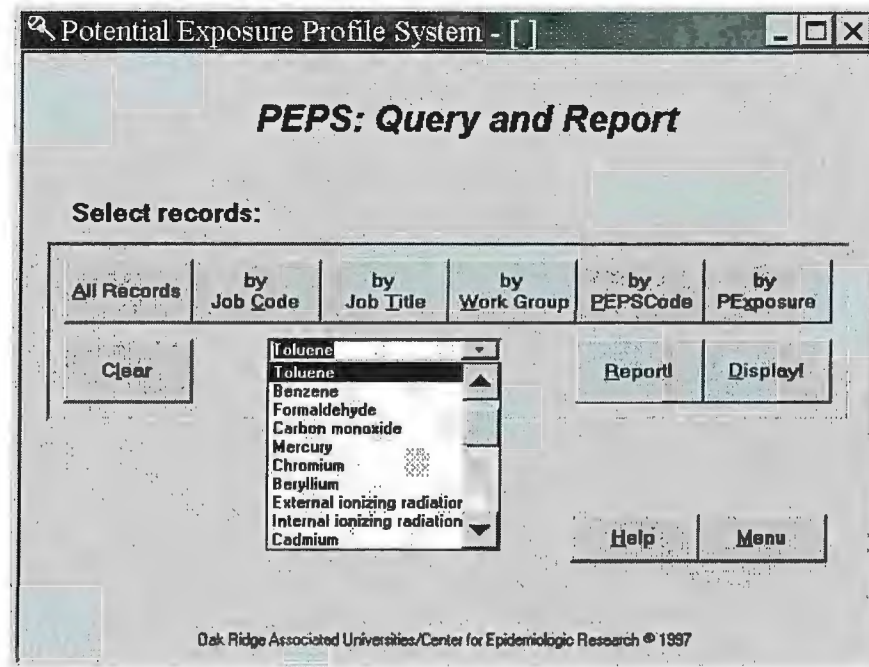 Potential Exposure Profile System - [ ]
PEPS: Query and Report
Select records:
All Records
by
Job Code
by
Job Title
by
Work Group
by
PEPSCode
by
PExposure
Clear
Toluene
Toluene
Benzene
Formaldehyde
Carbon monoxide
Mercury
Chromium
Beryllium
External ionizing radiation
Internal ionizing radiation
Cadmium
Report!
Display!
Help
Menu
Oak Ridge Associated Universities/Center for Epidemiologic Research © 1997